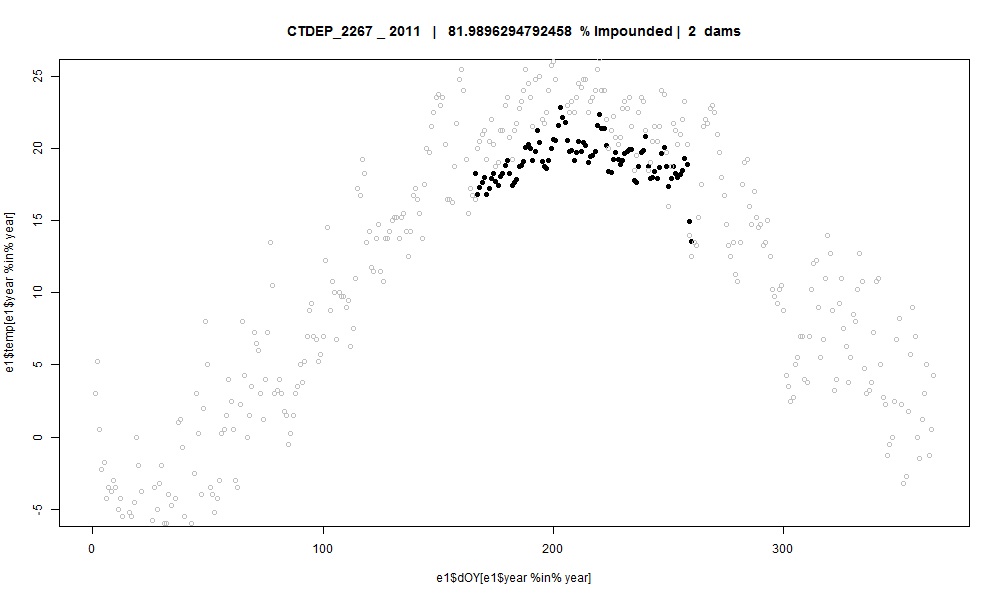 CTDEP_2267 _ 2011 | 81.9896294792458 % Impounded | 2 dams
e1$temp[e1$year %in% year]
25
20
15
10
5
0
-5
0 100 200 300
e1$dOY[e1$year %in% year]